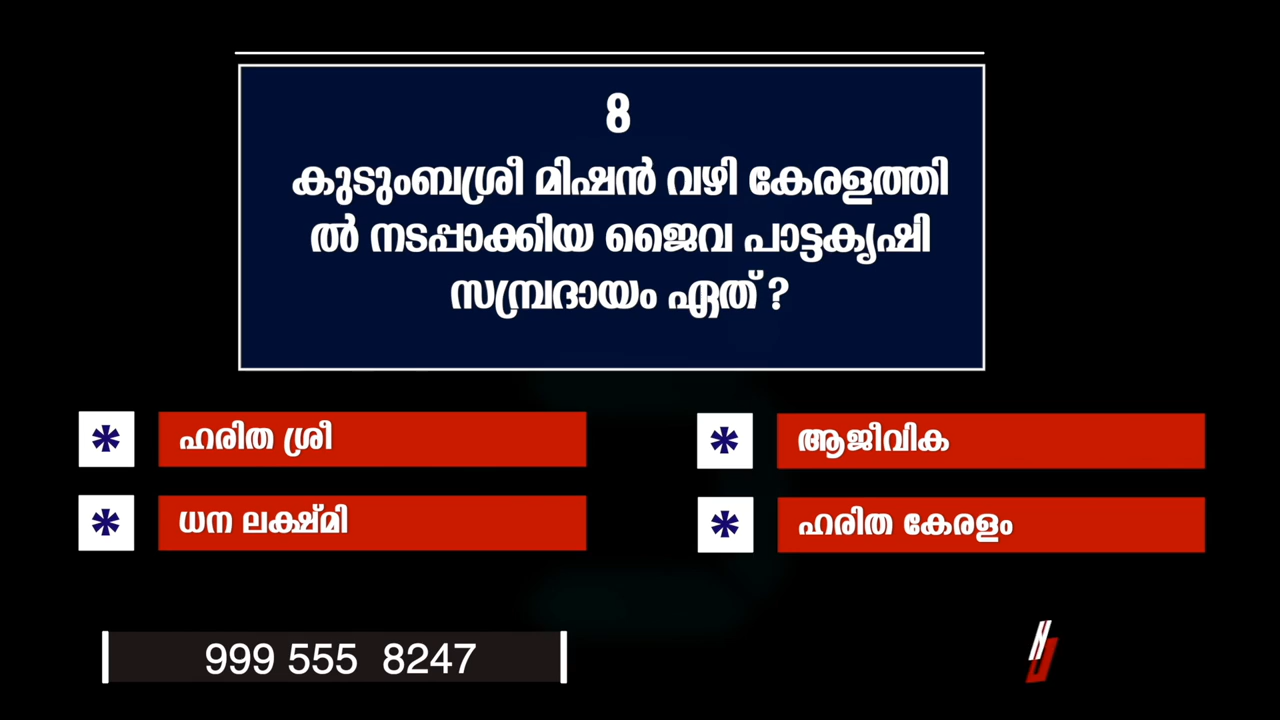 8
കുടുംബശ്രീ മിഷൻ വഴി കേരളത്തി
ൽ നടപ്പാക്കിയ ജൈവ പാട്ടകൃഷി
സമ്പ്രദായം ഏത് ?
* ഹരിത ശ്രീ
* ആജീവിക
* ധന ലക്ഷ്മി
* ഹരിത കേരളം
999 555 8247
NJ